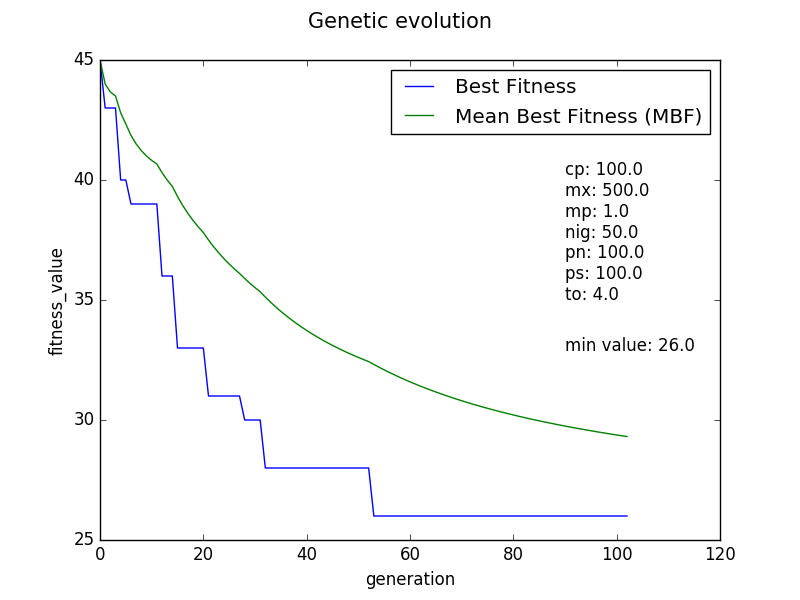 Genetic evolution
Best Fitness
Mean Best Fitness (MBF)
cp: 100.0
mx: 500.0
mp: 1.0
nig: 50.0
pn: 100.0
ps: 100.0
to: 4.0
min value: 26.0
fitness_value
45
40
35
30
25
0 20 40 60 80 100 120
generation